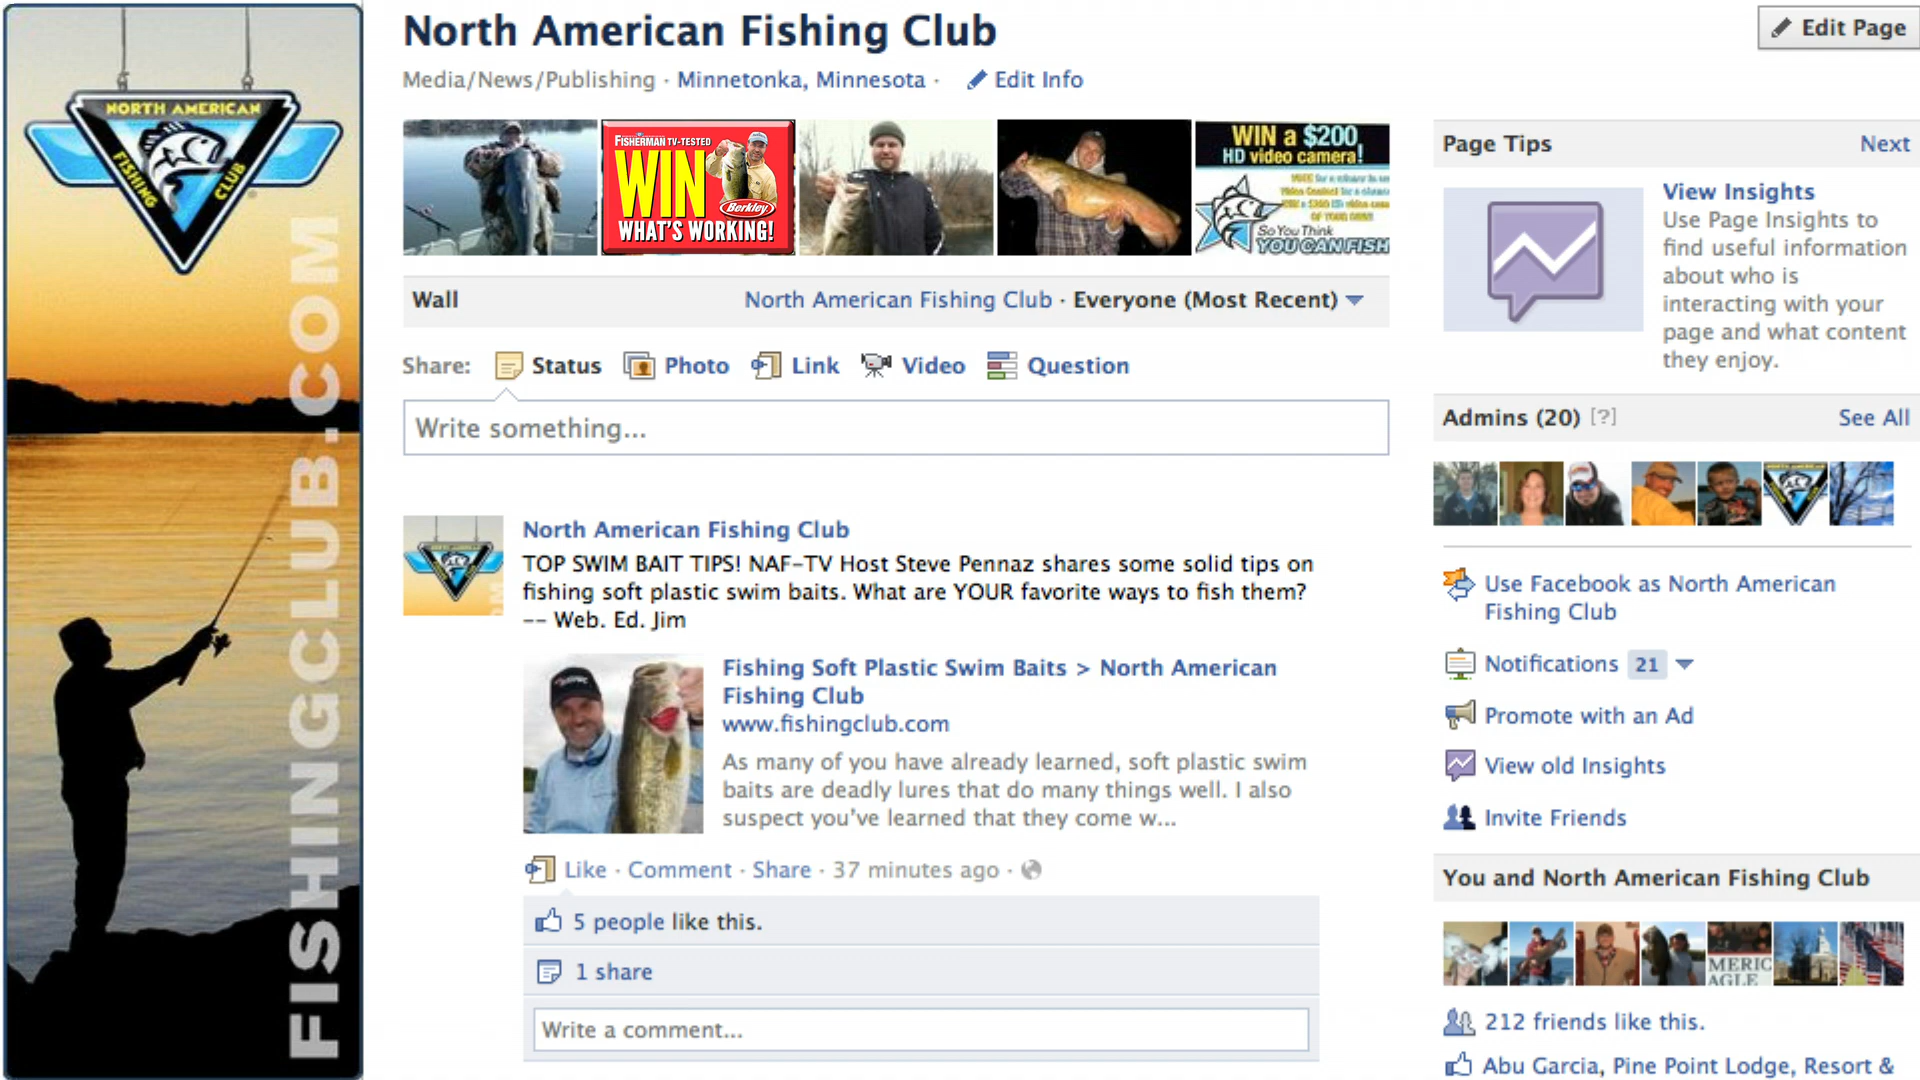 NORTH AMERICAN
FISHING CLUB
FISHINGCLUB.COM
North American Fishing Club
Edit Page
Media/News/Publishing · Minnetonka, Minnesota · Edit Info
FISHERMAN TV-TESTED
WIN
Berkley
WHAT'S WORKING!
WIN a $200
HD video camera!
So You Think
YOU CAN FISH
Wall
North American Fishing Club · Everyone (Most Recent)
Share: Status Photo Link Video Question
Write something...
North American Fishing Club
TOP SWIM BAIT TIPS! NAF-TV Host Steve Pennaz shares some solid tips on
fishing soft plastic swim baits. What are YOUR favorite ways to fish them?
-- Web. Ed. Jim
Fishing Soft Plastic Swim Baits > North American
Fishing Club
www.fishingclub.com
As many of you have already learned, soft plastic swim
baits are deadly lures that do many things well. I also
suspect you've learned that they come w...
Like · Comment · Share · 37 minutes ago ·
5 people like this.
1 share
Write a comment...
Page Tips
Next
View Insights
Use Page Insights to
find useful information
about who is
interacting with your
page and what content
they enjoy.
Admins (20) [?]
See All
Use Facebook as North American
Fishing Club
Notifications 21
Promote with an Ad
View old Insights
Invite Friends
You and North American Fishing Club
MERIC
AGLE
212 friends like this.
Abu Garcia, Pine Point Lodge, Resort &